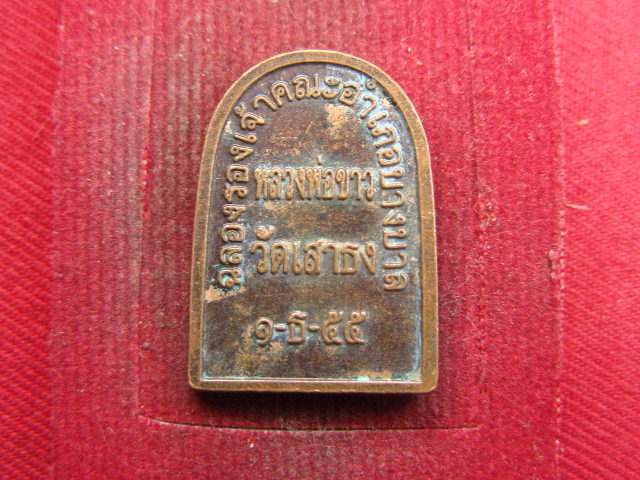 ฉลองรองเจ้าคณะอำเภอบางบาล
หลวงพ่อขาว
วัดเสาธง
๑-ธ-๕๕